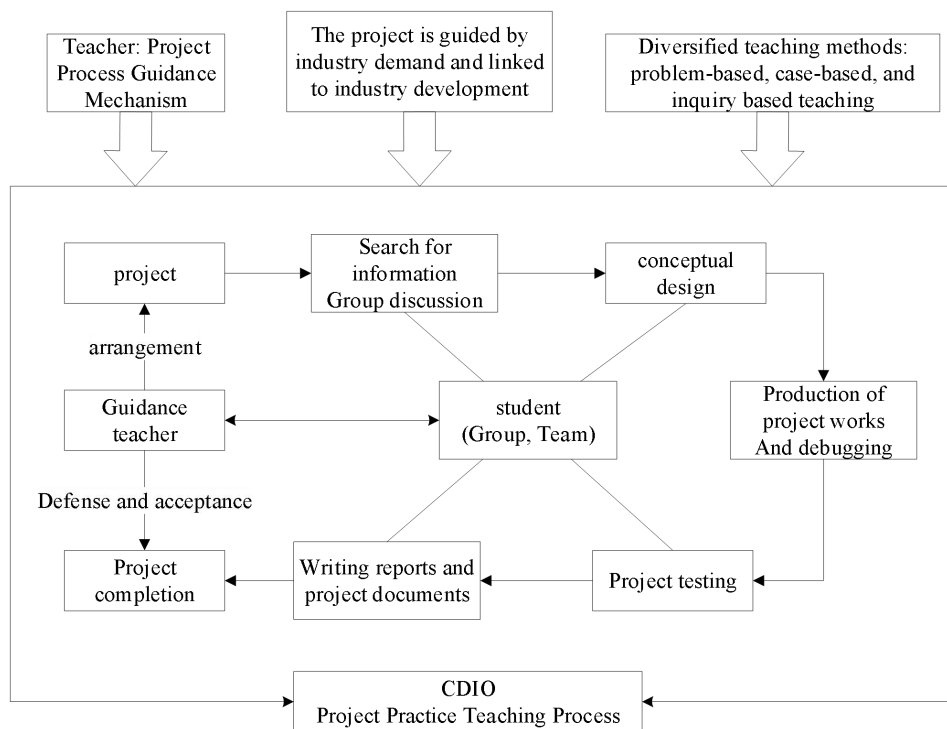 Teacher: Project
Process Guidance
Mechanism
The project is guided by
industry demand and linked
to industry development
Diversified teaching methods:
problem-based, case-based, and
inquiry based teaching
project
Search for
information
Group discussion
conceptual
design
arrangement
Guidance
teacher
student
(Group, Team)
Production of
project works
And debugging
Defense and acceptance
Project
completion
Writing reports and
project documents
Project testing
CDIO
Project Practice Teaching Process